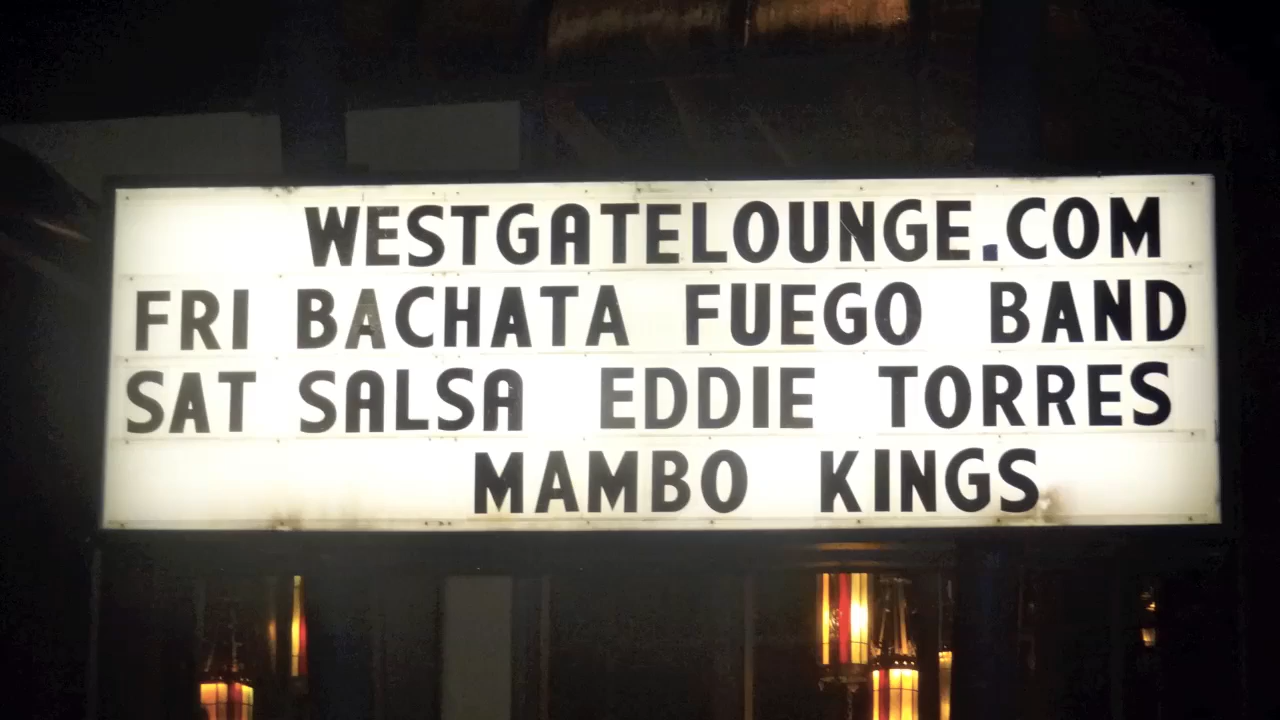 WESTGATELOUNGE.COM
FRI BACHATA FUEGO BAND
SAT SALSA EDDIE TORRES
MAMBO KINGS